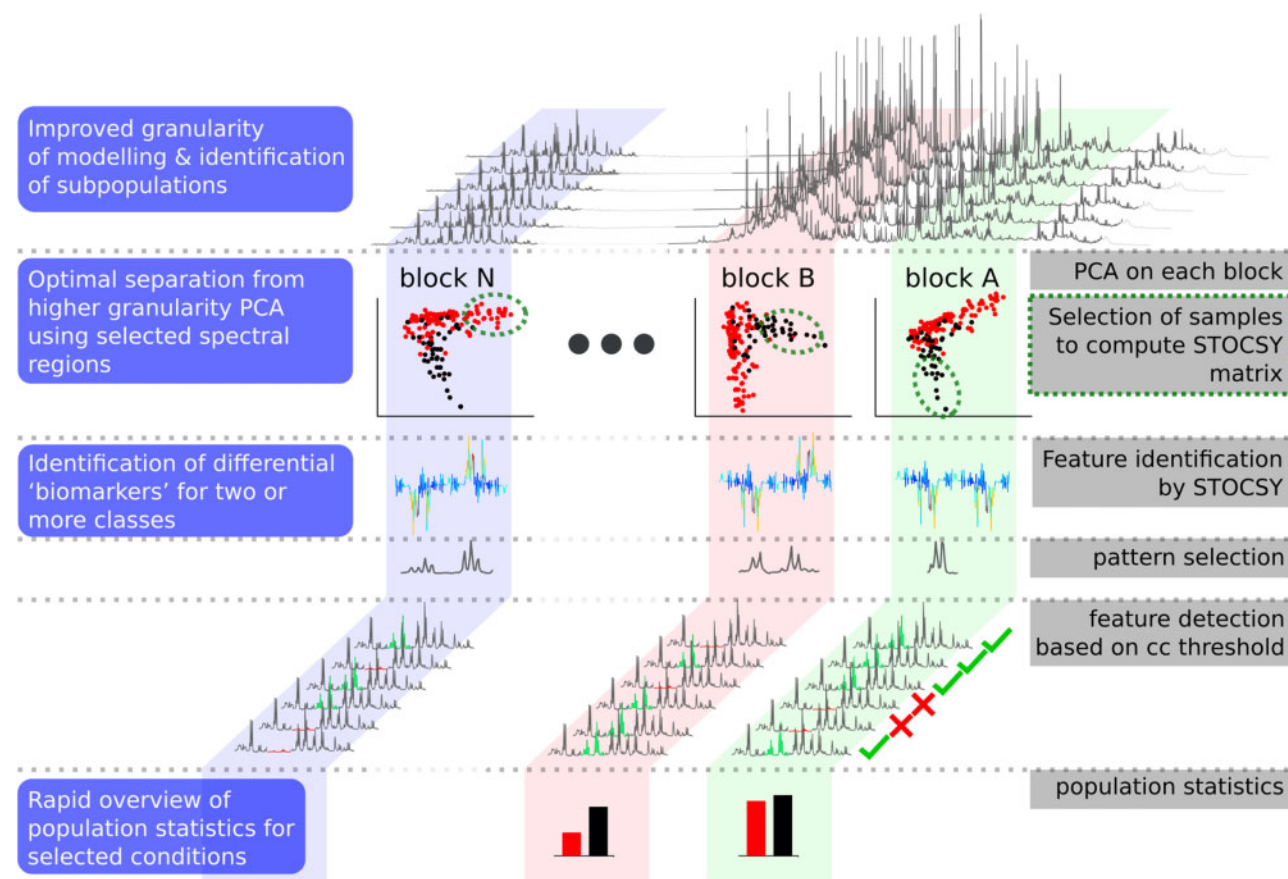 Improved granularity
of modelling & identification
of subpopulations
Optimal separation from
higher granularity PCA
using selected spectral
regions
block N
block B
block A
PCA on each block
Selection of samples
to compute STOCSY
matrix
Identification of differential
‘biomarkers’ for two or
more classes
Feature identification
by STOCSY
pattern selection
feature detection
based on cc threshold
Rapid overview of
population statistics for
selected conditions
population statistics